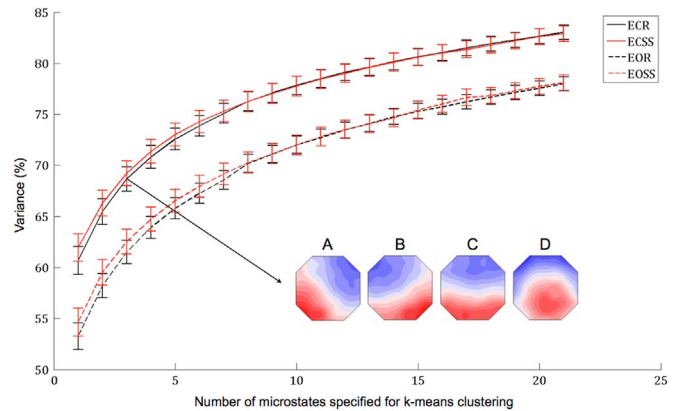 ECR
ECSS
EOR
EOSS
85
80
75
70
65
60
55
50
Variance (%)
A B C D
0 5 10 15 20 25
Number of microstates specified for k-means clustering